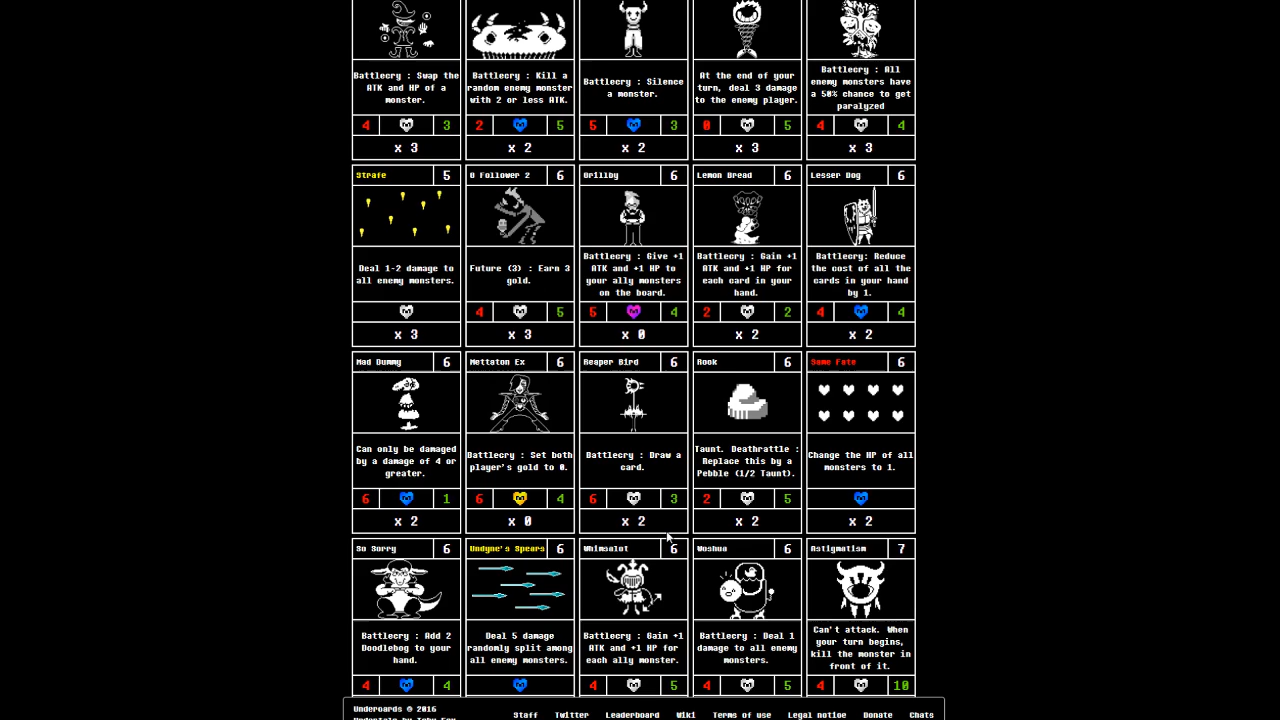 Battlecry : Swap the
ATK and HP of a
monster.
4 3
x 3
Battlecry : Kill a
random enemy monster
with 2 or less ATK.
2 5
x 2
Battlecry : Silence
a monster.
5 3
x 2
At the end of your
turn, deal 3 damage
to the enemy player.
0 5
x 3
Battlecry : All
enemy monsters have
a 50% chance to get
paralyzed
4 4
x 3
Strafe 5
Deal 1-2 damage to
all enemy monsters.
x 3
G Follower 2 6
Future (3) : Earn 3
gold.
4 5
x 3
Grillby 6
Battlecry : Give +1
ATK and +1 HP to
your ally monsters
on the board.
5 4
x 0
Lemon Bread 6
Battlecry : Gain +1
ATK and +1 HP for
each card in your
hand.
2 2
x 2
Lesser Dog 6
Battlecry: Reduce
the cost of all the
cards in your hand
by 1.
4 4
x 2
Mad Dummy 6
Can only be damaged
by a damage of 4 or
greater.
6 1
x 2
Mettaton Ex 6
Battlecry : Set both
player's gold to 0.
6 4
x 0
Reaper Bird 6
Battlecry : Draw a
card.
6 3
x 2
Rook 6
Taunt. Deathrattle :
Replace this by a
Pebble (1/2 Taunt).
2 5
x 2
Same Fate 6
Change the HP of all
monsters to 1.
x 2
So Sorry 6
Battlecry : Add 2
Doodlebog to your
hand.
4 4
Undyne's Spears 6
Deal 5 damage
randomly split among
all enemy monsters.
Whimsalot 6
Battlecry : Gain +1
ATK and +1 HP for
each ally monster.
4 5
Woshua 6
Battlecry : Deal 1
damage to all enemy
monsters.
4 5
Astigmatism 7
Can't attack. When
your turn begins,
kill the monster in
front of it.
4 10
Undercards © 2016
Undertale by Toby Fox
Staff Twitter Leaderboard Wiki Terms of use Legal notice Donate Chats